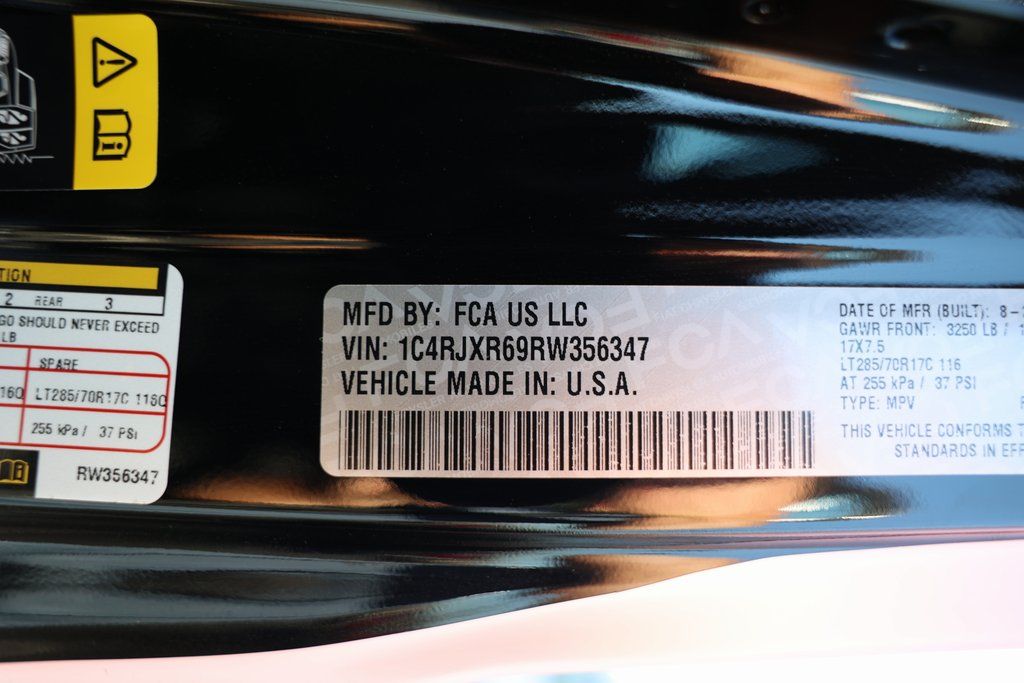 TION
2 REAR 3
GO SHOULD NEVER EXCEED
LB
SPARE
LT285/70R17C 116Q
255 kPa / 37 PSI
RW356347
MFD BY: FCA US LLC
VIN: 1C4RJXR69RW356347
VEHICLE MADE IN: U.S.A.
DATE OF MFR (BUILT): 8-
GAWR FRONT: 3250 LB /
17X7.5
LT285/70R17C 116
AT 255 kPa / 37 PSI
TYPE: MPV
THIS VEHICLE CONFORMS T
STANDARDS IN EFF